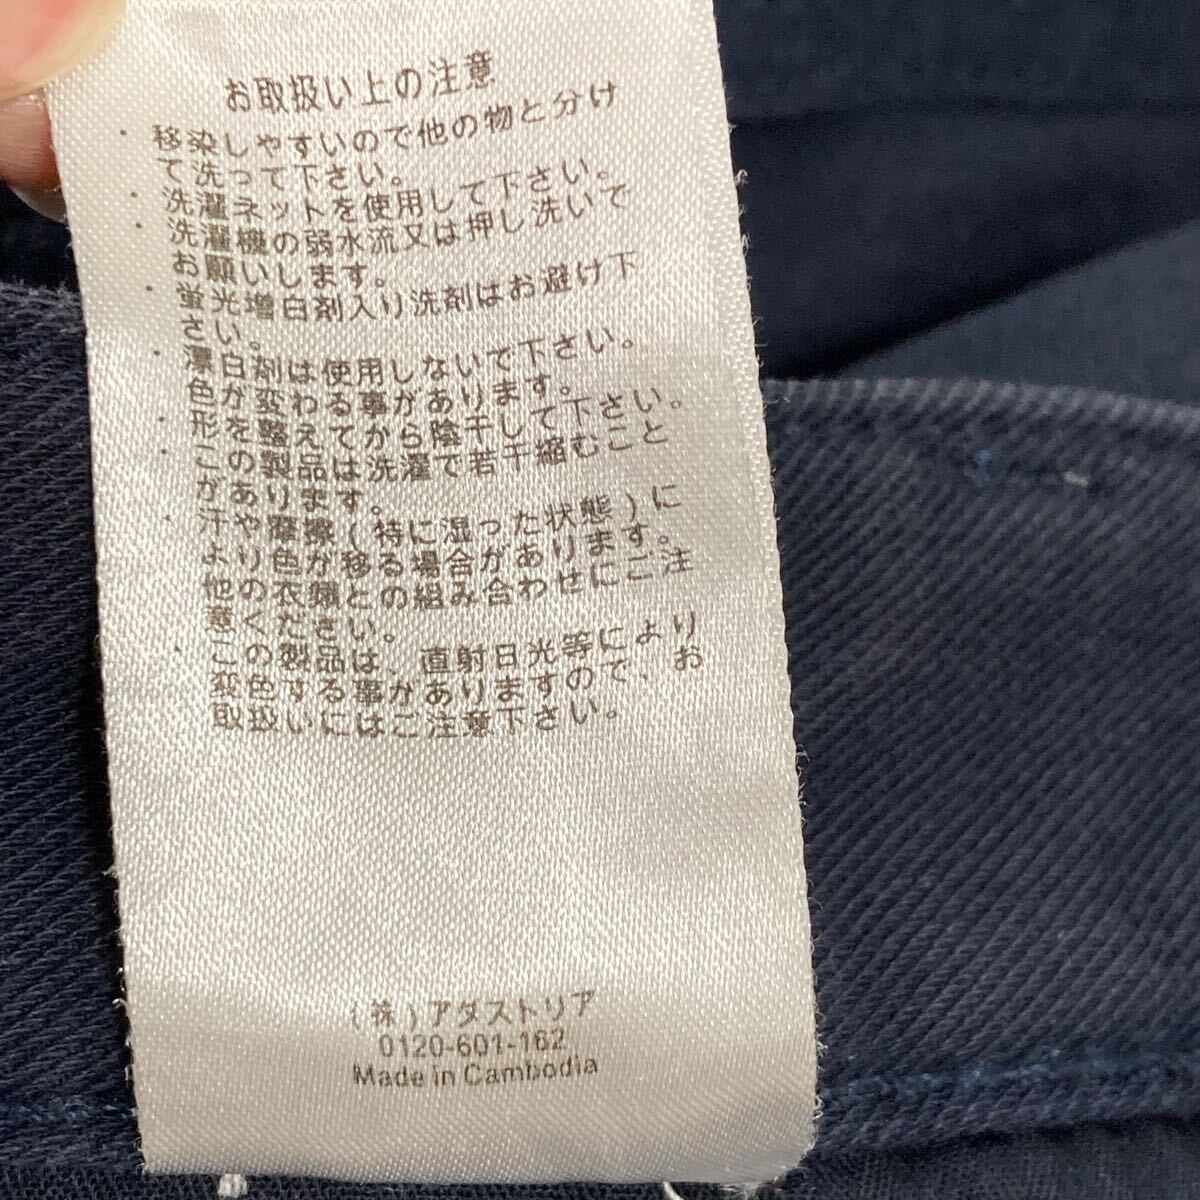 お取扱い上の注意
・移染しやすいので他の物と分け
て洗って下さい。
・洗濯ネットを使用して下さい。
・洗濯機の弱水流又は押し洗いで
お願いします。
・蛍光増白剤入り洗剤はお避け下
さい。
・漂白剤は使用しないで下さい。
色が変わる事があります。
・形を整えてから陰干して下さい。
・この製品は洗濯で若干縮むこと
があります。
・汗や摩擦(特に湿った状態)に
より色が移る場合があります。
他の衣類との組み合わせにご注
意ください。
・この製品は、直射日光等により
変色する事がありますので、お
取扱いにはご注意下さい。
(株)アダストリア
0120-601-162
Made in Cambodia